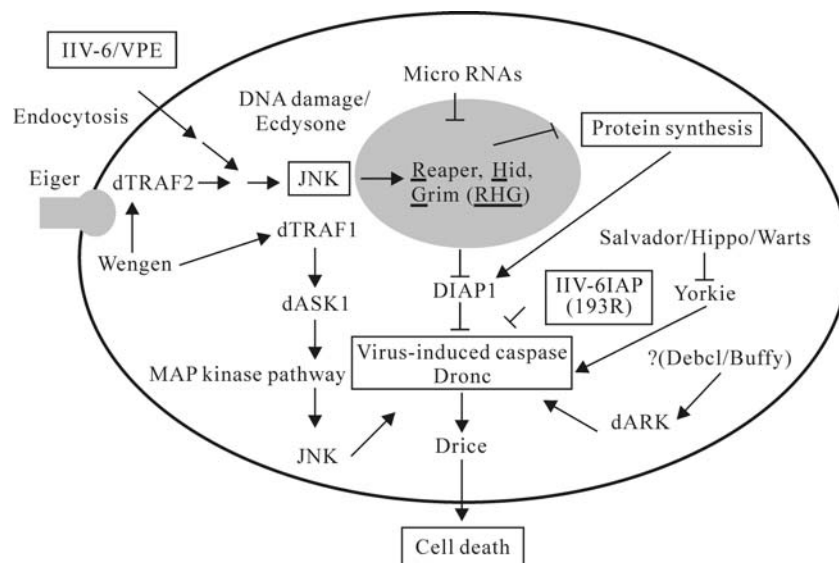 IIV-6/VPE
Micro RNAs
DNA damage/
Ecdysone
Endocytosis
Protein synthesis
Eiger
dTRAF2
JNK
Reaper, Hid,
Grim (RHG)
dTRAF1
Salvador/Hippo/Warts
Wengen
DIAP1
IIV-6IAP
(193R)
Yorkie
dASK1
Virus-induced caspase
Dronc
?(Debcl/Buffy)
MAP kinase pathway
dARK
JNK
Drice
Cell death